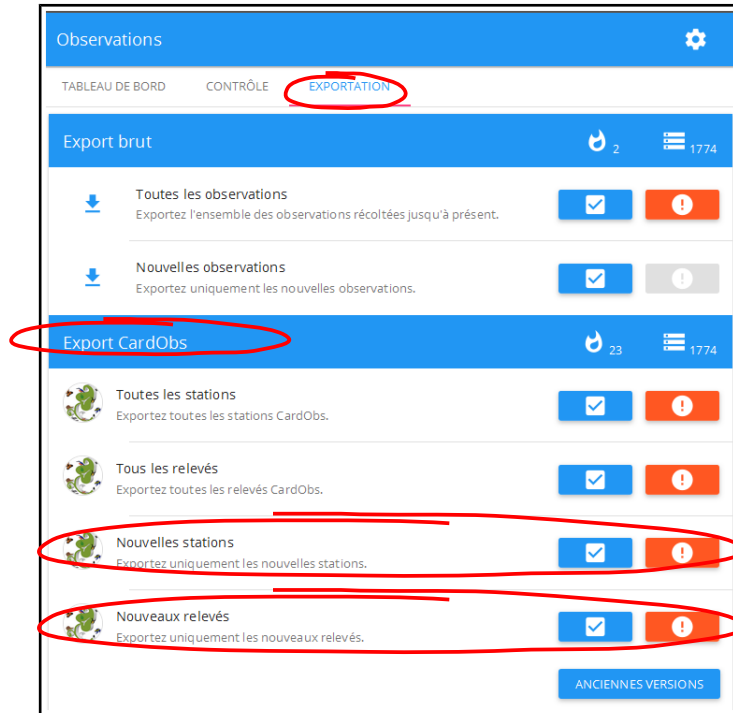 Observations
TABLEAU DE BORD CONTRÔLE EXPORTATION
Export brut 2 1774
Toutes les observations
Exportez l'ensemble des observations récoltées jusqu'à présent.
Nouvelles observations
Exportez uniquement les nouvelles observations.
Export CardObs 23 1774
Toutes les stations
Exportez toutes les stations CardObs.
Tous les relevés
Exportez toutes les relevés CardObs.
Nouvelles stations
Exportez uniquement les nouvelles stations.
Nouveaux relevés
Exportez uniquement les nouveaux relevés.
ANCIENNES VERSIONS